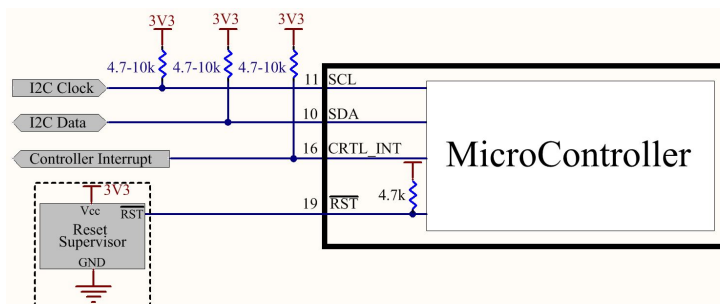 3V3 3V3 3V3
4.7-10k 4.7-10k 4.7-10k
I2C Clock 11 SCL
I2C Data 10 SDA
Controller Interrupt 16 CRTL_INT
MicroController
4.7k
3V3
Vcc RST 19 RST
Reset
Supervisor
GND